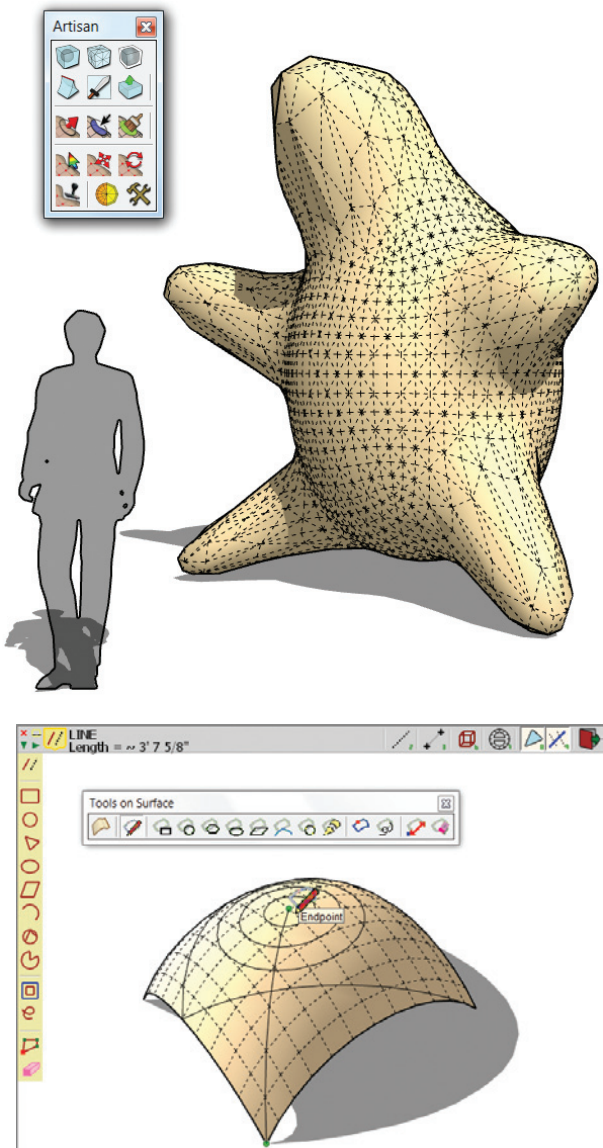 Artisan
LINE
Length = ~ 3' 7 5/8"
Tools on Surface
Endpoint